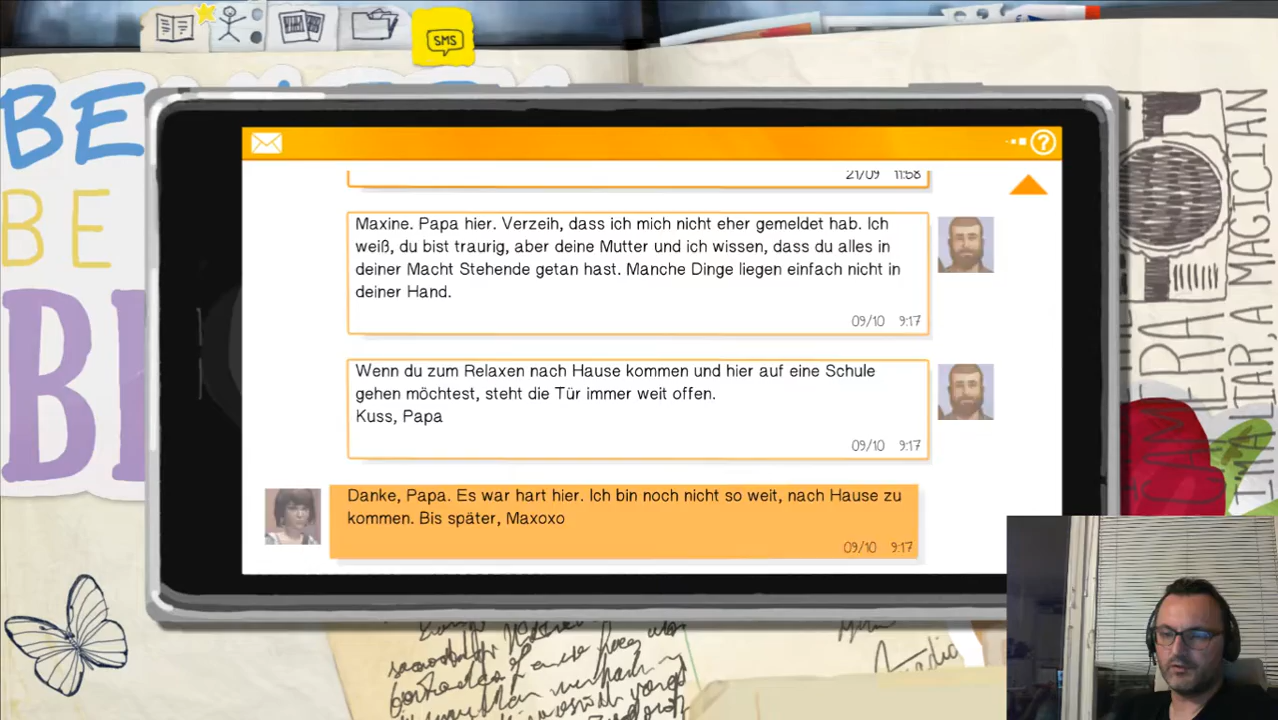 SMS
BE
BE
BE
21/09 11:58
Maxine. Papa hier. Verzeih, dass ich mich nicht eher gemeldet hab. Ich
weiß, du bist traurig, aber deine Mutter und ich wissen, dass du alles in
deiner Macht Stehende getan hast. Manche Dinge liegen einfach nicht in
deiner Hand.
09/10 9:17
Wenn du zum Relaxen nach Hause kommen und hier auf eine Schule
gehen möchtest, steht die Tür immer weit offen.
Kuss, Papa
09/10 9:17
Danke, Papa. Es war hart hier. Ich bin noch nicht so weit, nach Hause zu
kommen. Bis später, Maxoxo
09/10 9:17
CAMERA
LIAR, A MAGICIAN